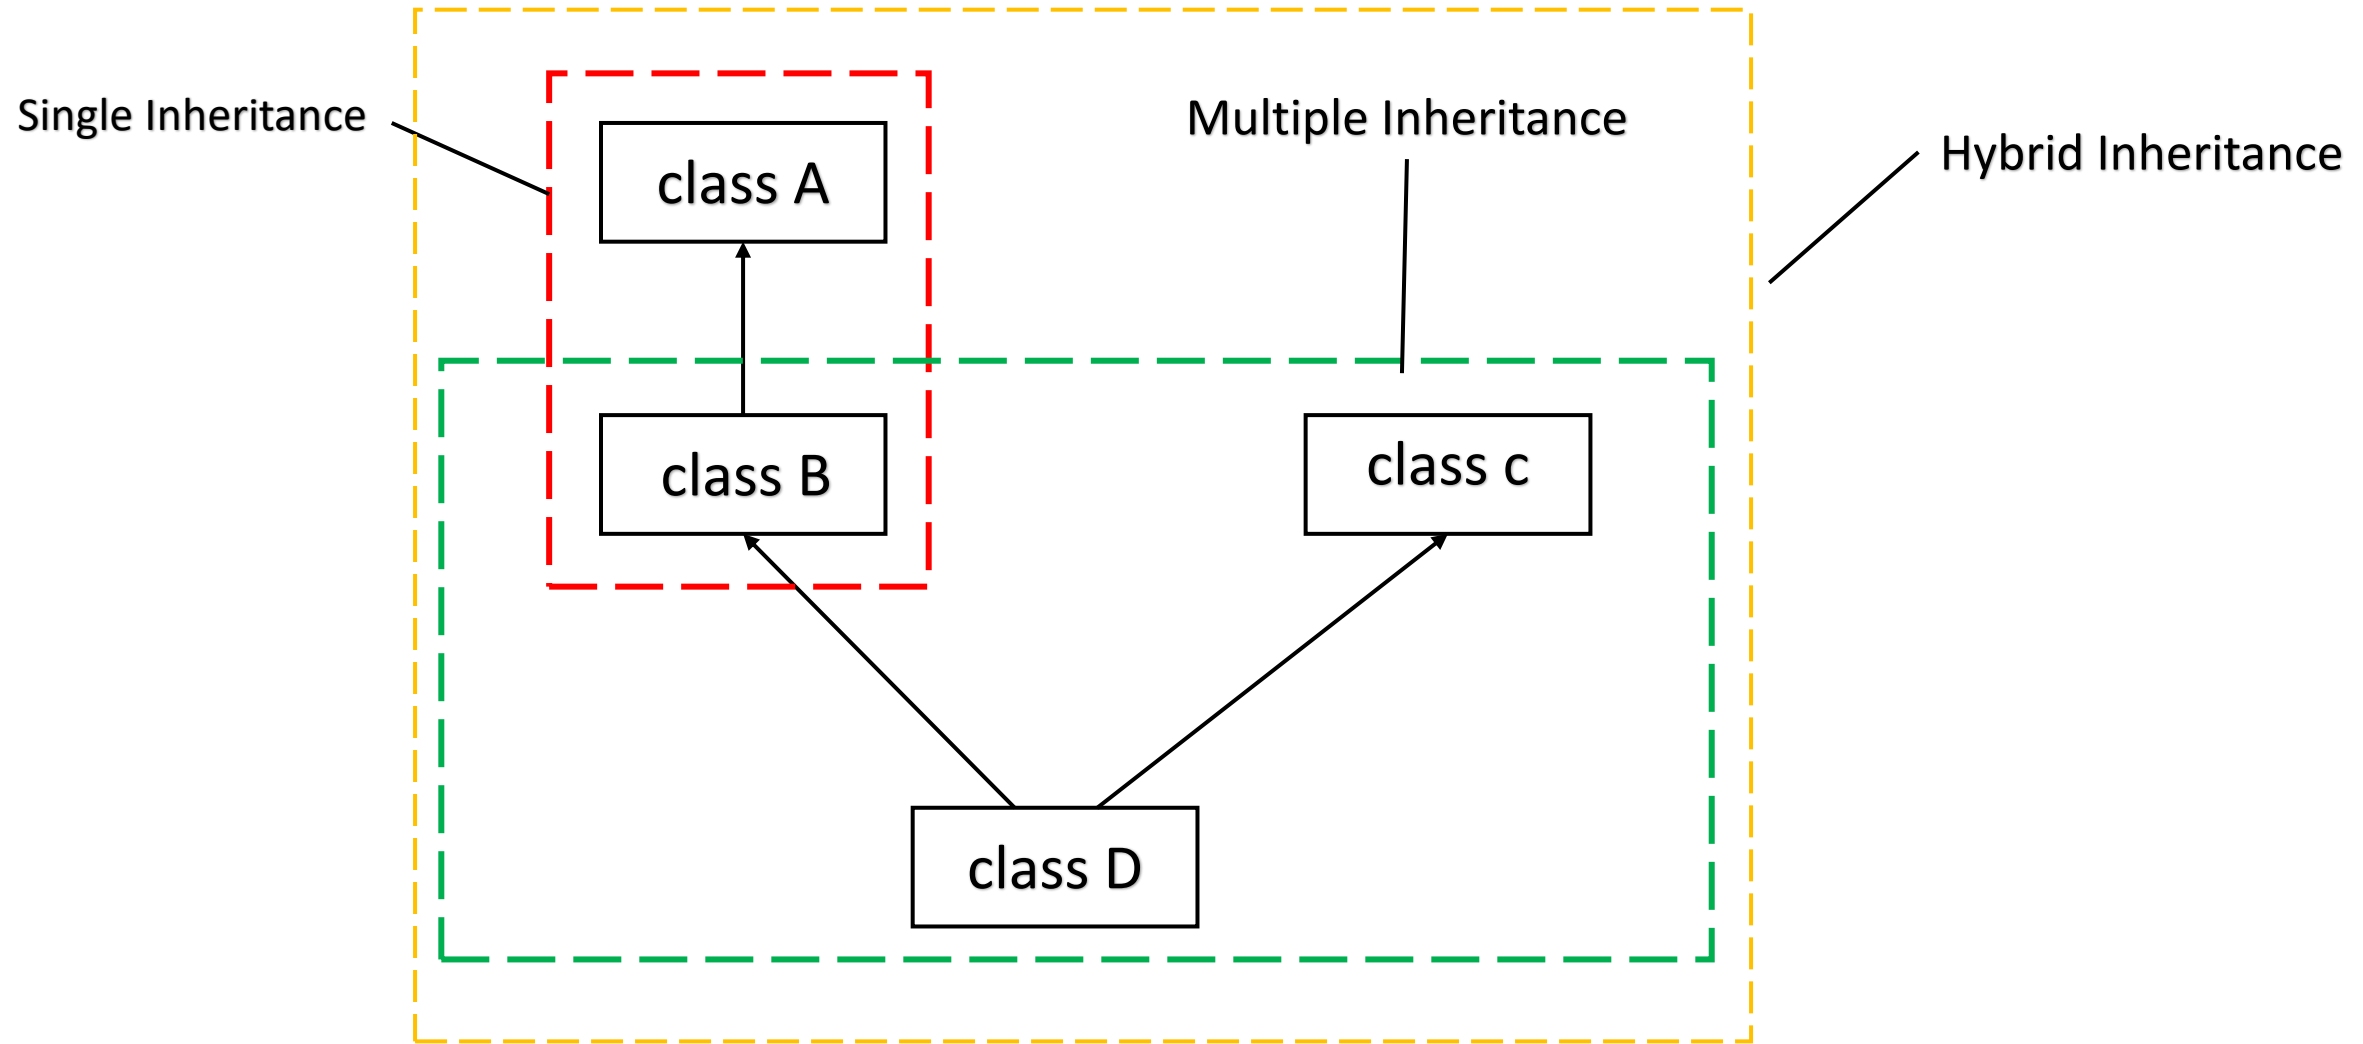 Single Inheritance
Multiple Inheritance
Hybrid Inheritance
class A
class B
class c
class D